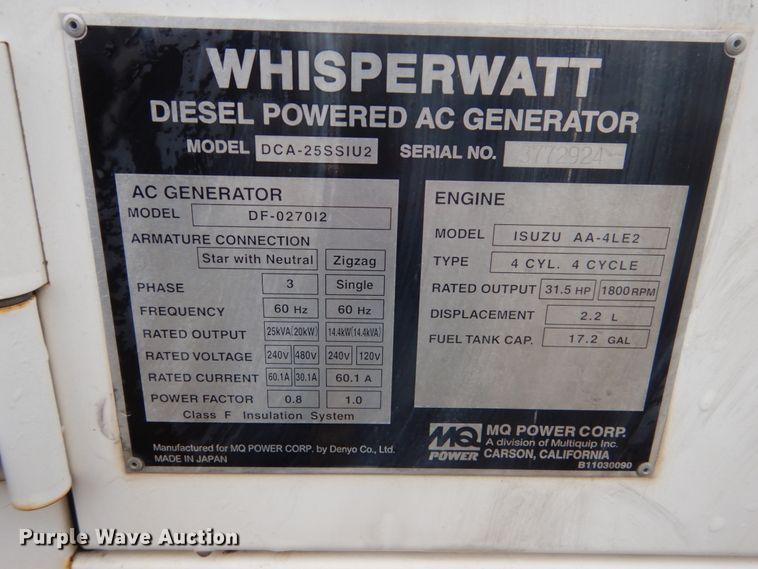 WHISPERWATT
DIESEL POWERED AC GENERATOR
MODEL DCA-25SSIU2 SERIAL NO. 3772924
AC GENERATOR
MODEL DF-0270I2
ARMATURE CONNECTION
Star with Neutral Zigzag
PHASE 3 Single
FREQUENCY 60 Hz 60 Hz
RATED OUTPUT 25kVA(20kW) 14.4kW(14.4kVA)
RATED VOLTAGE 240V 480V 240V 120V
RATED CURRENT 60.1A 30.1A 60.1 A
POWER FACTOR 0.8 1.0
Class F Insulation System
ENGINE
MODEL ISUZU AA-4LE2
TYPE 4 CYL. 4 CYCLE
RATED OUTPUT 31.5 HP 1800RPM
DISPLACEMENT 2.2 L
FUEL TANK CAP. 17.2 GAL
Manufactured for MQ POWER CORP. by Denyo Co., Ltd.
MADE IN JAPAN
MQ POWER
MQ POWER CORP.
A division of Multiquip Inc.
CARSON, CALIFORNIA
B11030090
Purple Wave Auction